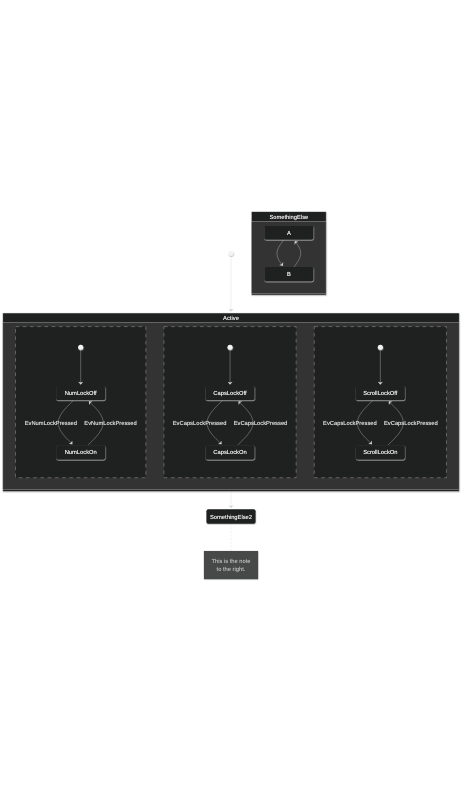 SomethingElse
A
B
Active
NumLockOff
EvNumLockPressed
EvNumLockPressed
NumLockOn
CapsLockOff
EvCapsLockPressed
EvCapsLockPressed
CapsLockOn
ScrollLockOff
EvCapsLockPressed
EvCapsLockPressed
ScrollLockOn
SomethingElse2
This is the note
to the right.